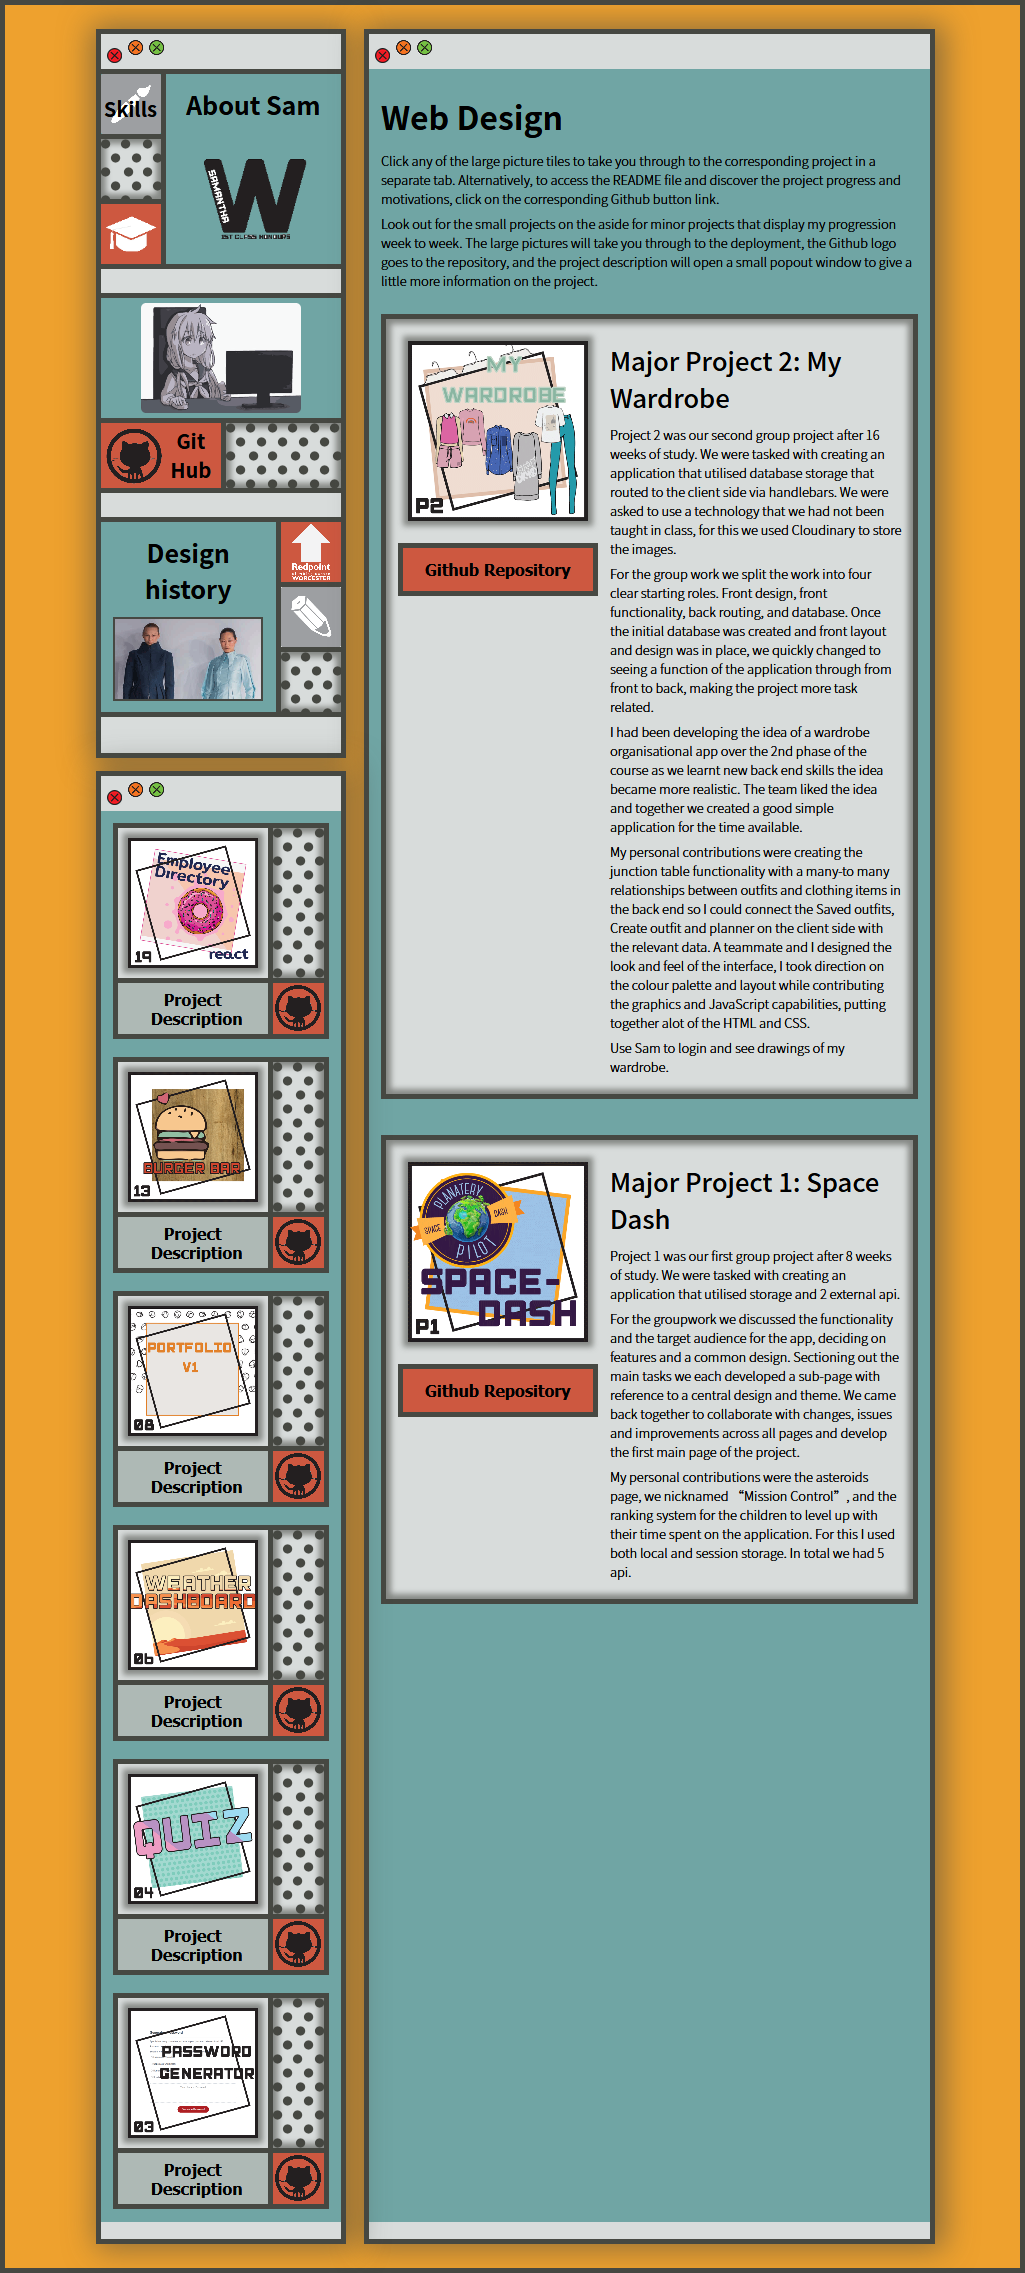 Skills
About Sam
SAMANTHA
W
1ST CLASS HONOURS
Git
Hub
Design
history
Redpoint
WORCESTER
Employee
Directory
react
19
Project
Description
BURGER BAR
13
Project
Description
PORTFOLIO
V1
08
Project
Description
WEATHER
DASHBOARD
06
Project
Description
QUIZ
04
Project
Description
PASSWORD
GENERATOR
03
Project
Description
Web Design
Click any of the large picture tiles to take you through to the corresponding project in a
separate tab. Alternatively, to access the README file and discover the project progress and
motivations, click on the corresponding Github button link.
Look out for the small projects on the aside for minor projects that display my progression
week to week. The large pictures will take you through to the deployment, the Github logo
goes to the repository, and the project description will open a small popout window to give a
little more information on the project.
MY
WARDROBE
P2
Github Repository
Major Project 2: My
Wardrobe
Project 2 was our second group project after 16
weeks of study. We were tasked with creating an
application that utilised database storage that
routed to the client side via handlebars. We were
asked to use a technology that we had not been
taught in class, for this we used Cloudinary to store
the images.
For the group work we split the work into four
clear starting roles. Front design, front
functionality, back routing, and database. Once
the initial database was created and front layout
and design was in place, we quickly changed to
seeing a function of the application through from
front to back, making the project more task
related.
I had been developing the idea of a wardrobe
organisational app over the 2nd phase of the
course as we learnt new back end skills the idea
became more realistic. The team liked the idea
and together we created a good simple
application for the time available.
My personal contributions were creating the
junction table functionality with a many-to many
relationships between outfits and clothing items in
the back end so I could connect the Saved outfits,
Create outfit and planner on the client side with
the relevant data. A teammate and I designed the
look and feel of the interface, I took direction on
the colour palette and layout while contributing
the graphics and JavaScript capabilities, putting
together alot of the HTML and CSS.
Use Sam to login and see drawings of my
wardrobe.
PLANATERY
SPACE
DASH
PILOT
SPACE-
DASH
P1
Github Repository
Major Project 1: Space
Dash
Project 1 was our first group project after 8 weeks
of study. We were tasked with creating an
application that utilised storage and 2 external api.
For the groupwork we discussed the functionality
and the target audience for the app, deciding on
features and a common design. Sectioning out the
main tasks we each developed a sub-page with
reference to a central design and theme. We came
back together to collaborate with changes, issues
and improvements across all pages and develop
the first main page of the project.
My personal contributions were the asteroids
page, we nicknamed “Mission Control”, and the
ranking system for the children to level up with
their time spent on the application. For this I used
both local and session storage. In total we had 5
api.